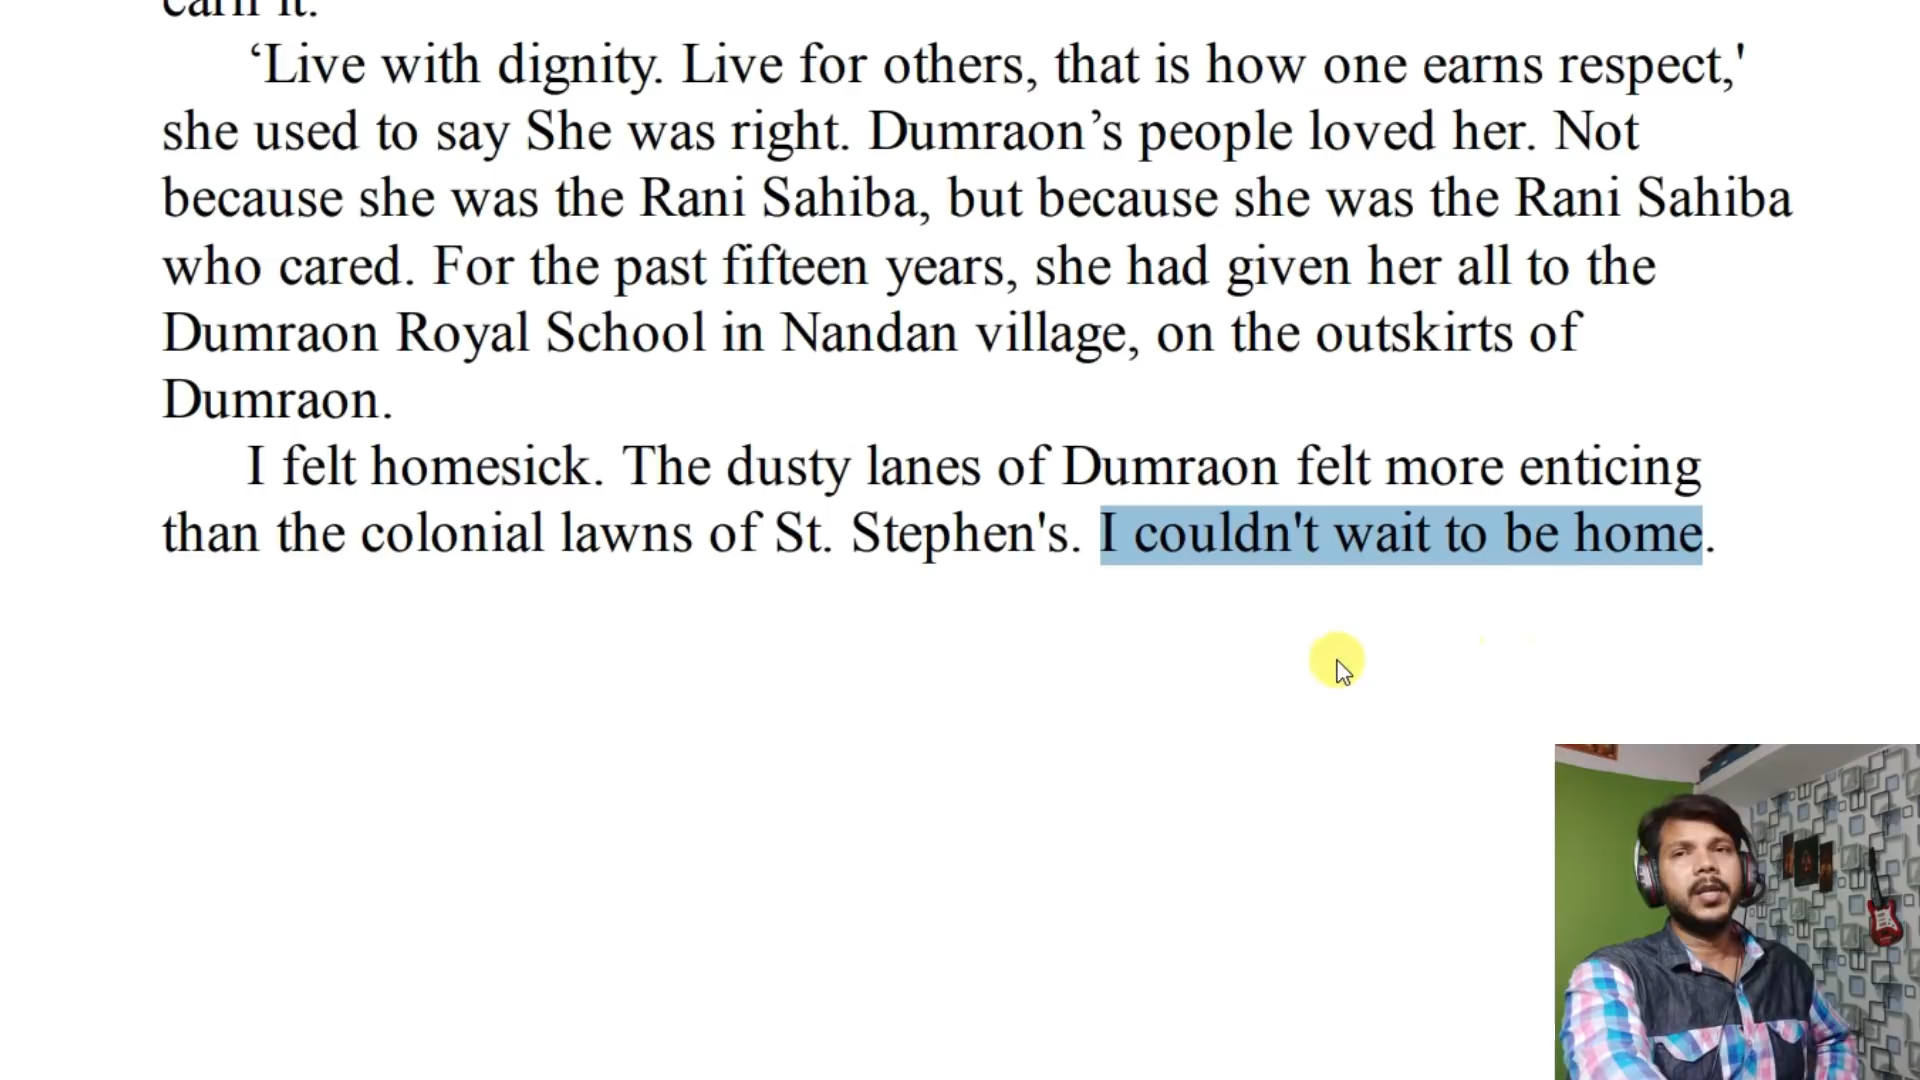 earn it.
‘Live with dignity. Live for others, that is how one earns respect,'
she used to say She was right. Dumraon’s people loved her. Not
because she was the Rani Sahiba, but because she was the Rani Sahiba
who cared. For the past fifteen years, she had given her all to the
Dumraon Royal School in Nandan village, on the outskirts of
Dumraon.
I felt homesick. The dusty lanes of Dumraon felt more enticing
than the colonial lawns of St. Stephen's. I couldn't wait to be home.